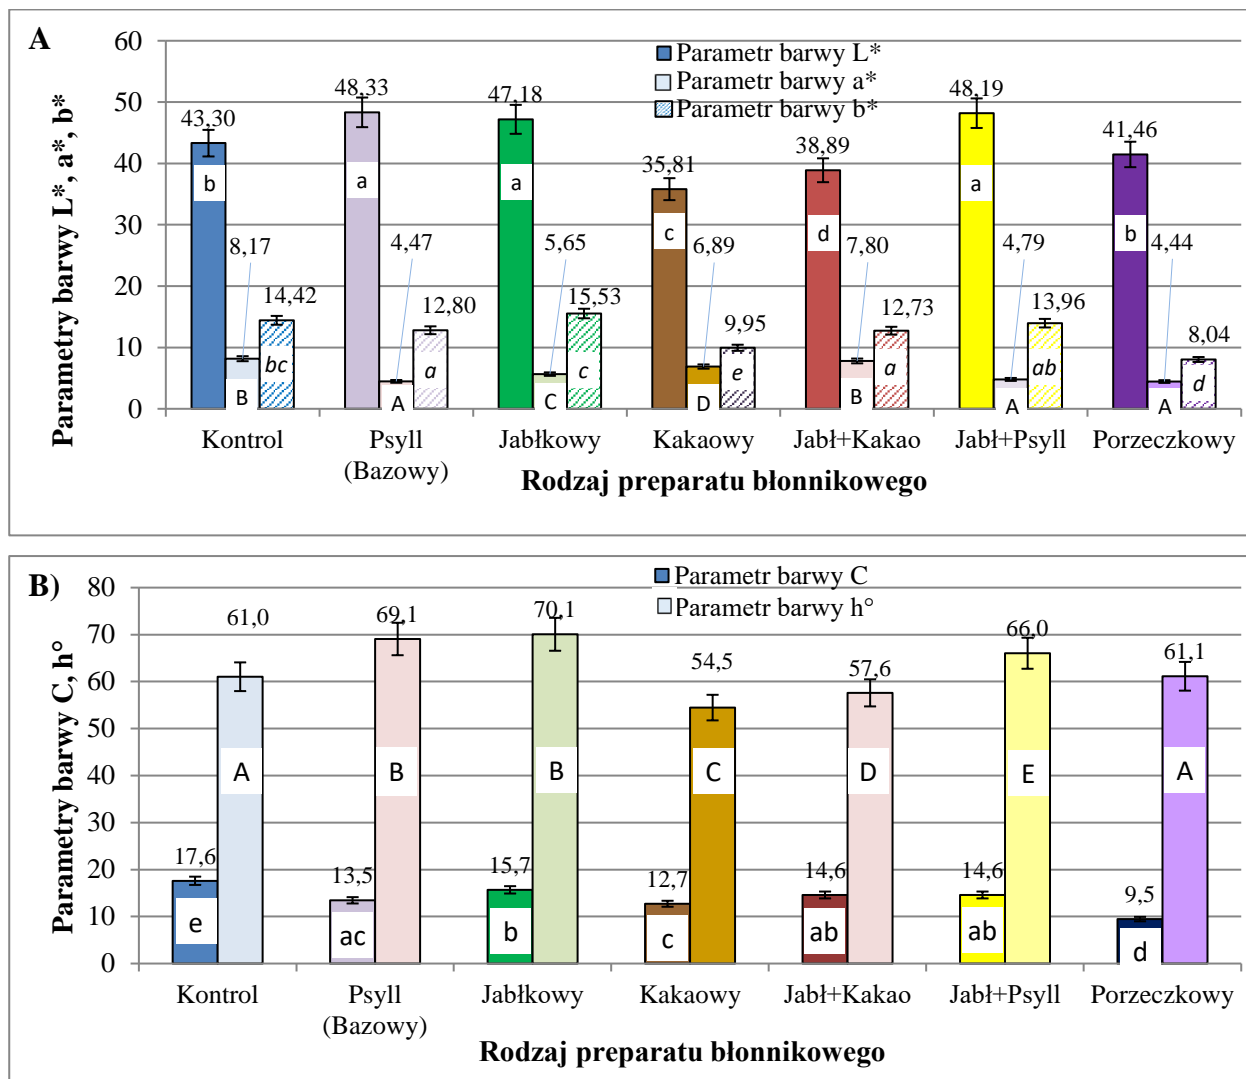 A
Parametry barwy L*, a*, b*
60
50
40
30
20
10
0
Parametr barwy L*
Parametr barwy a*
Parametr barwy b*
43,30
48,33
47,18
35,81
38,89
48,19
41,46
b
a
a
c
d
a
b
8,17
4,47
5,65
6,89
7,80
4,79
4,44
14,42
12,80
15,53
9,95
12,73
13,96
8,04
bc
a
c
e
a
ab
d
B
A
C
D
B
A
A
Kontrol
Psyll
(Bazowy)
Jabłkowy
Kakaowy
Jabł+Kakao
Jabł+Psyll
Porzeczkowy
Rodzaj preparatu błonnikowego
B)
Parametry barwy C, h°
80
70
60
50
40
30
20
10
0
Parametr barwy C
Parametr barwy h°
61,0
69,1
70,1
54,5
57,6
66,0
61,1
A
B
B
C
D
E
A
17,6
13,5
15,7
12,7
14,6
14,6
9,5
e
ac
b
c
ab
ab
d
Kontrol
Psyll
(Bazowy)
Jabłkowy
Kakaowy
Jabł+Kakao
Jabł+Psyll
Porzeczkowy
Rodzaj preparatu błonnikowego